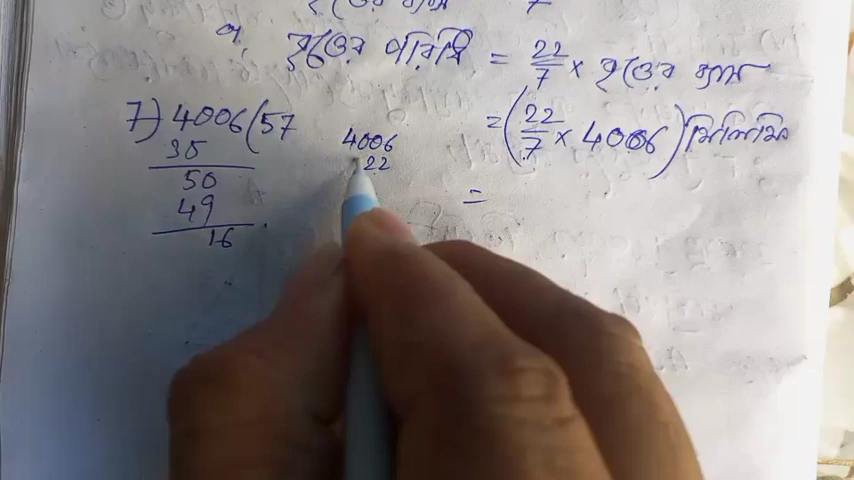 ∴ বৃত্তের পরিধি = 22/7 × বৃত্তের ব্যাস
= (22/7 × 4006) মিলিমি
=
7) 4006 (57
35
50
49
16
4006
22